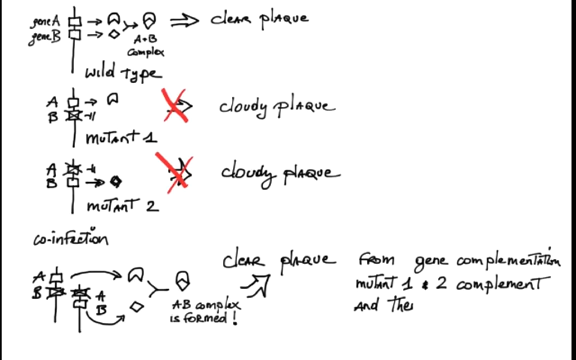 gene A
gene B
A+B
complex
clear plaque
wild type
A
B
cloudy plaque
mutant 1
A
B
cloudy plaque
mutant 2
co-infection
A
B
A
B
AB complex
is formed!
clear plaque
From gene complementation
mutant 1 & 2 complement
and the